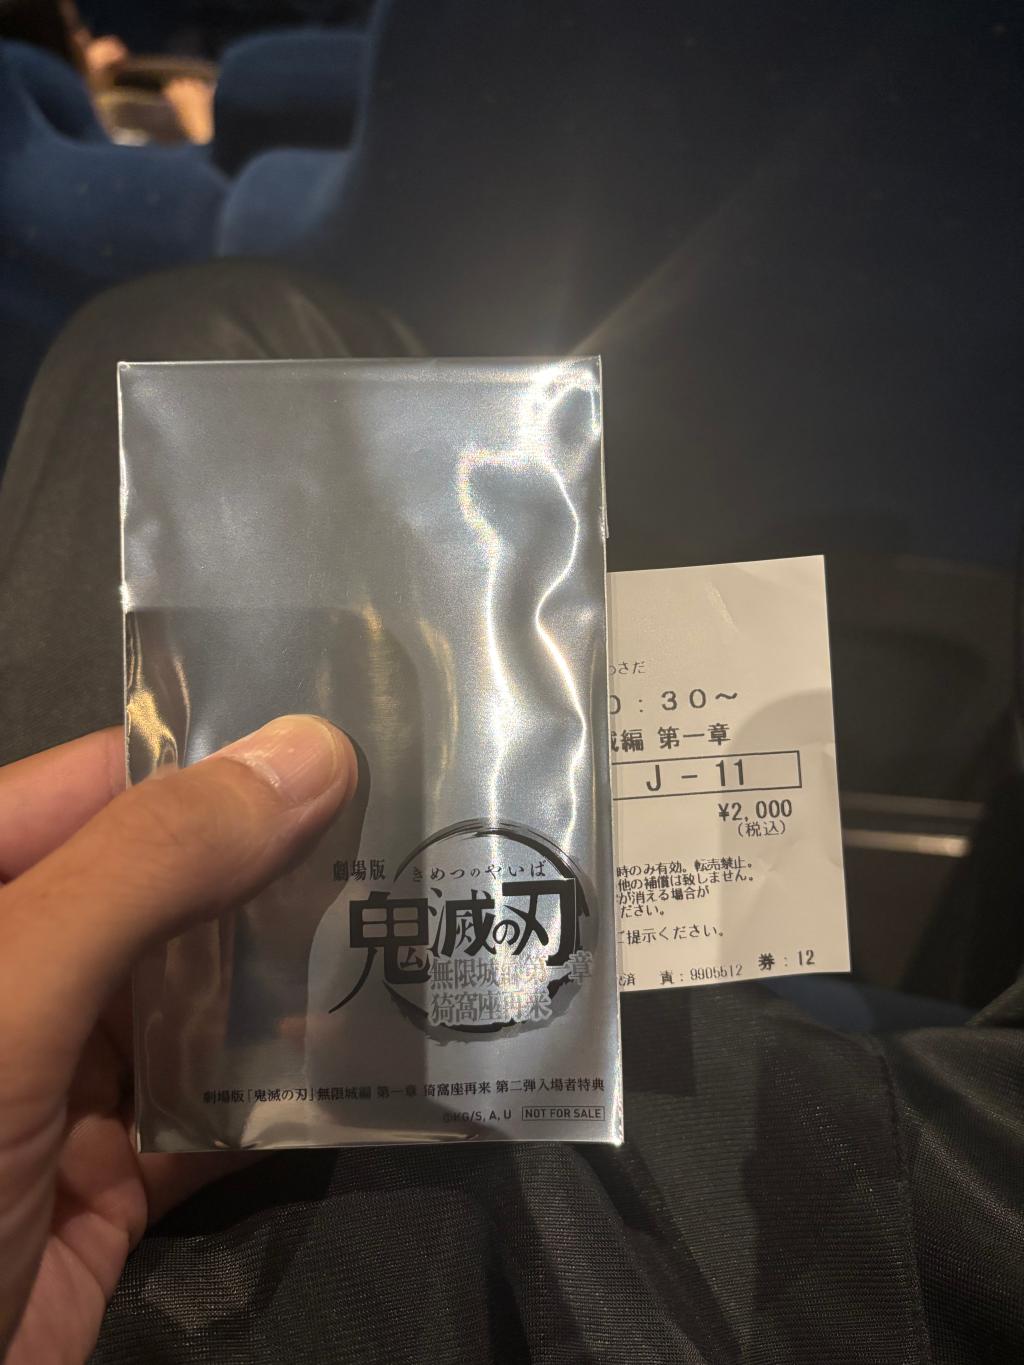 劇場版 きめつのやいば
鬼滅の刃
無限城編 第一章
猗窩座再来
劇場版「鬼滅の刃」無限城編 第一章 猗窩座再来 第二弾入場者特典
©KG/S, A, U NOT FOR SALE
さだ
0:30~
城編 第一章
J-11
¥2,000
(税込)
時のみ有効。転売禁止。
他の補償は致しません。
が消える場合が
ださい。
ご提示ください。
済 責:9905512 券:12